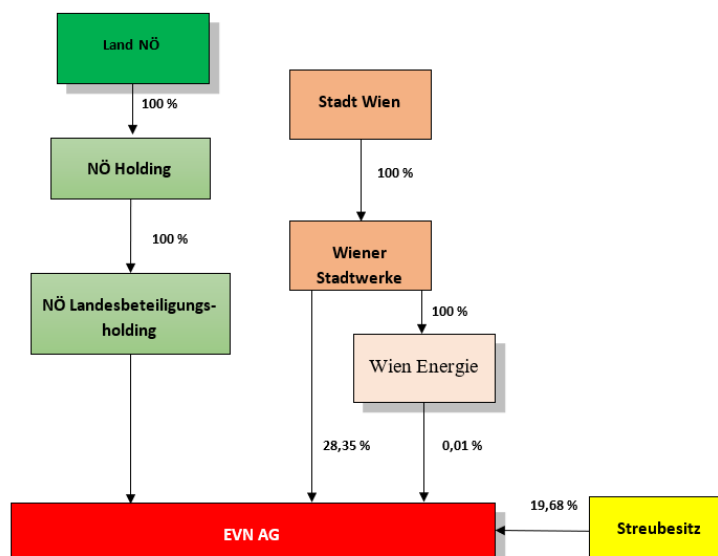 Land NÖ
100 %
Stadt Wien
NÖ Holding
100 %
100 %
Wiener
Stadtwerke
NÖ Landesbeteiligungs-
holding
100 %
Wien Energie
28,35 %
0,01 %
19,68 %
EVN AG
Streubesitz